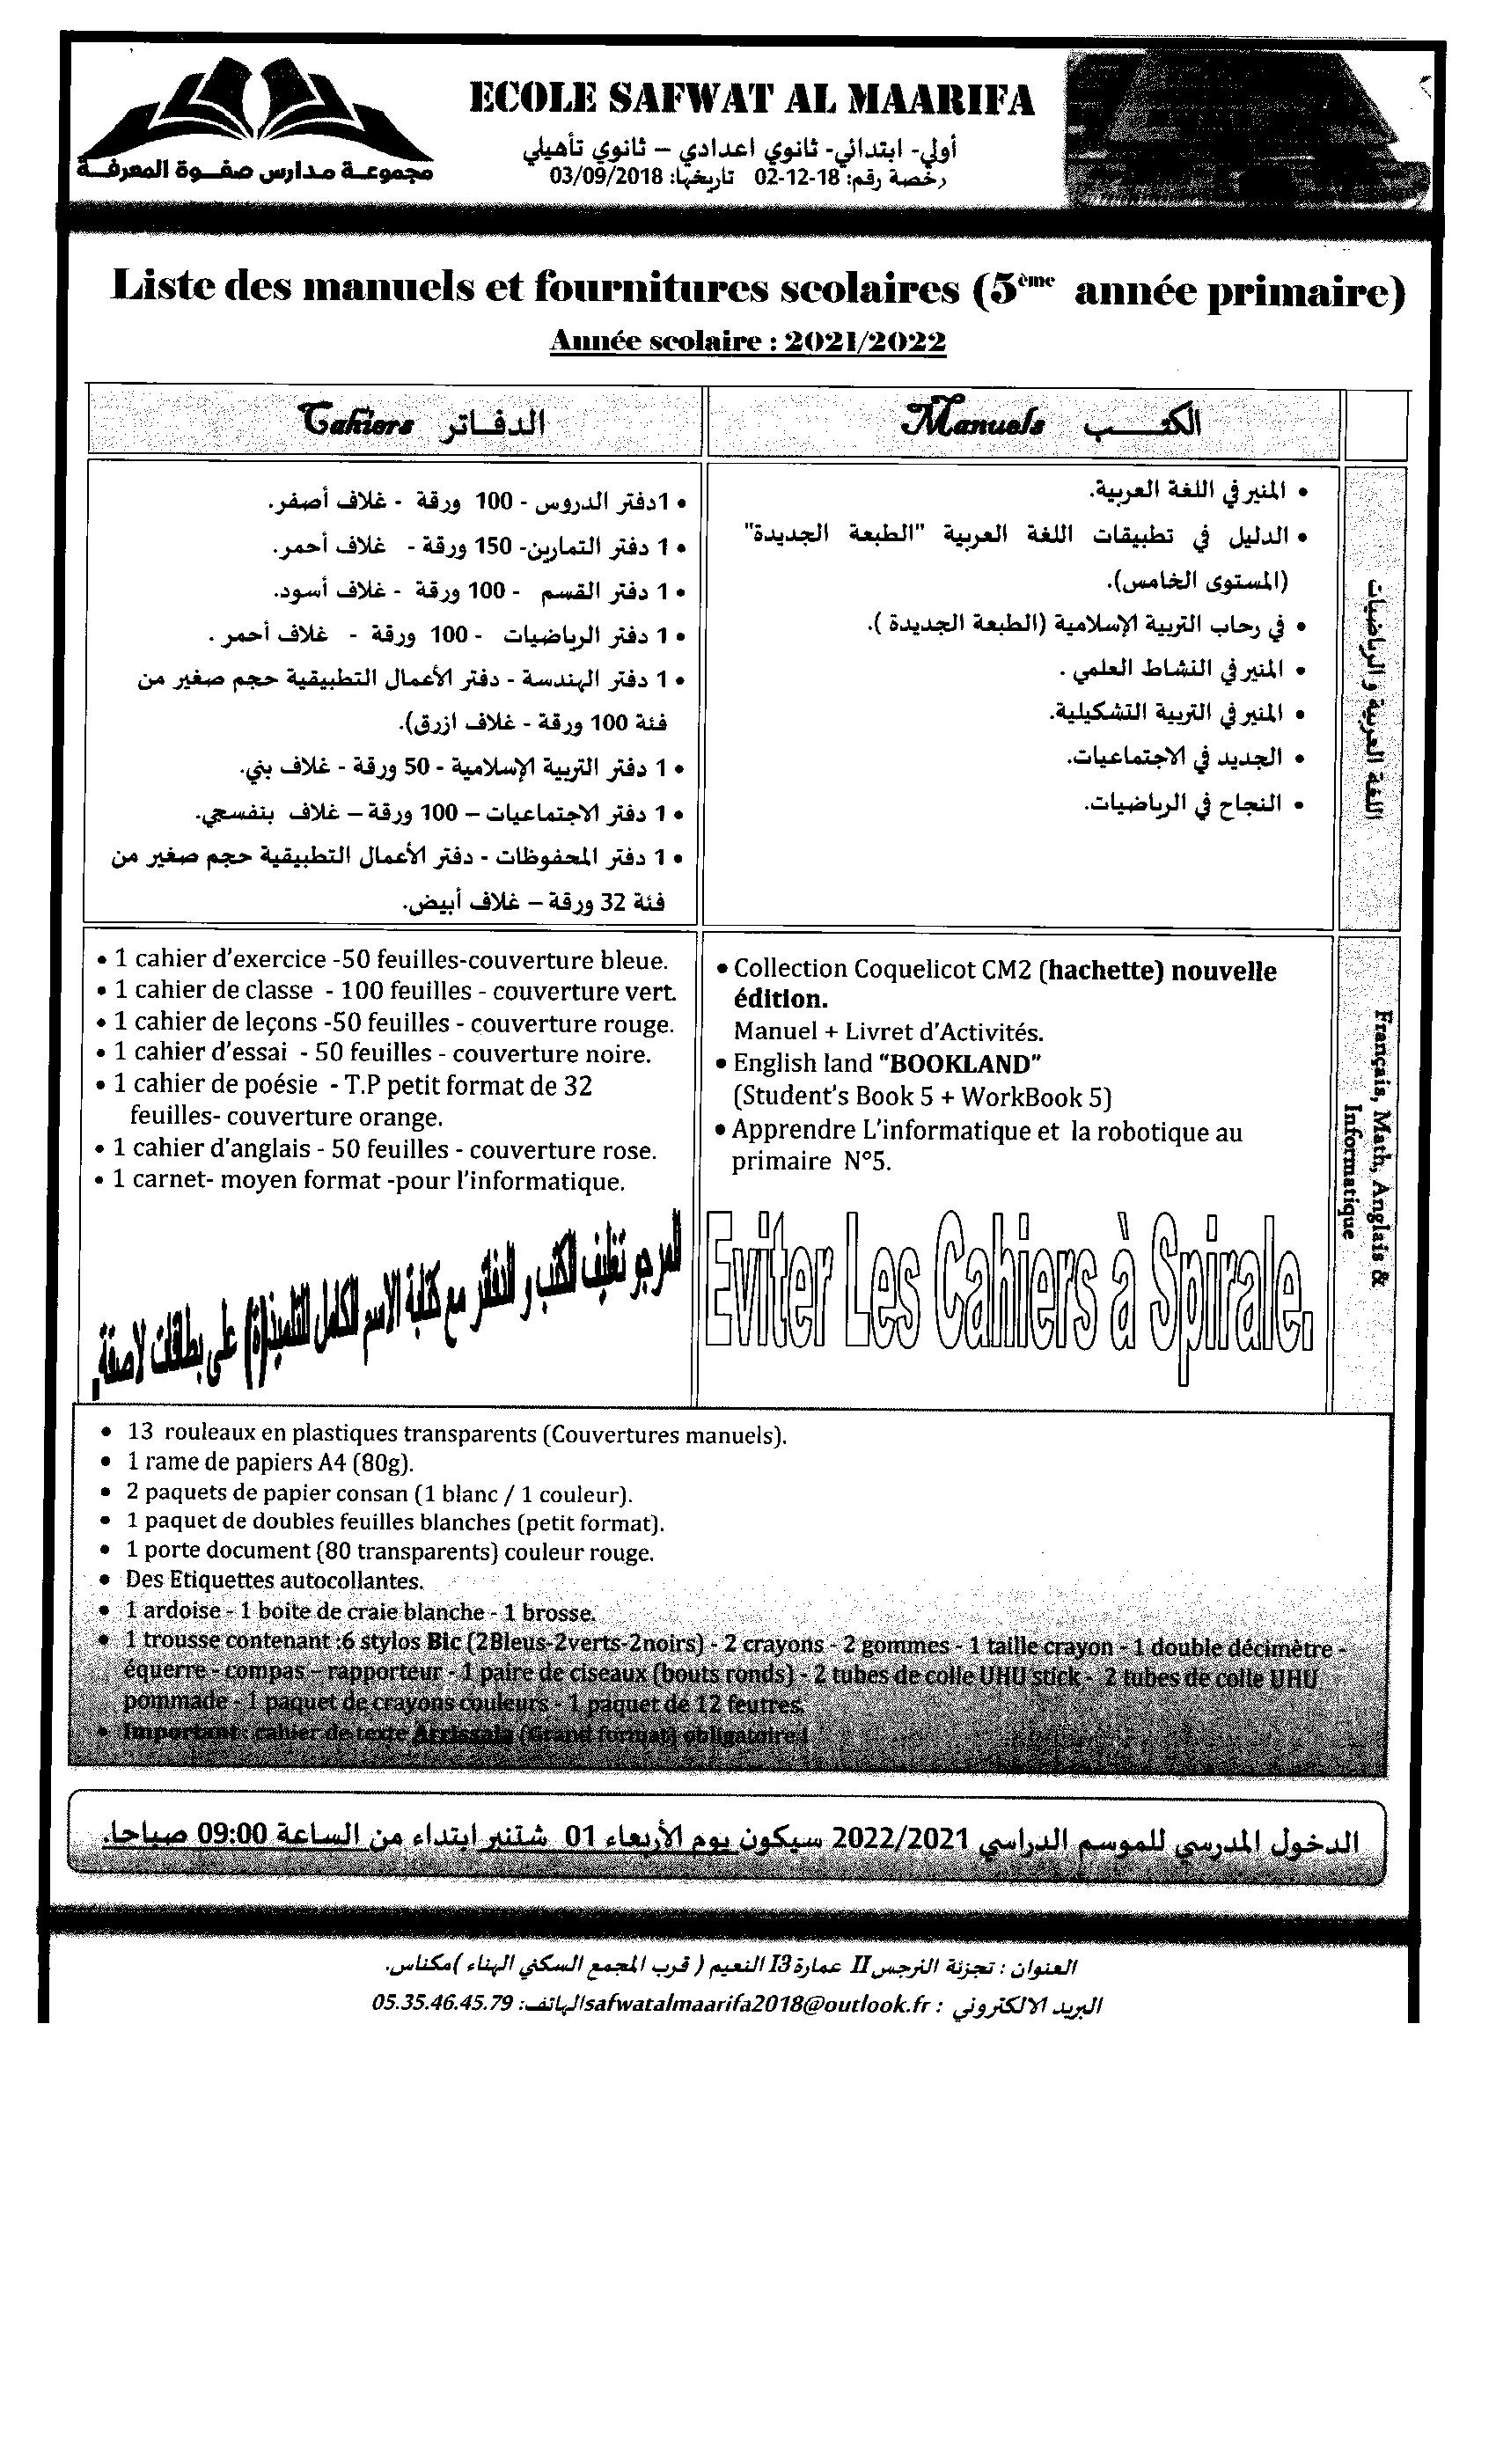 ECOLE SAFWAT AL MAARIFA
أولي- ابتدائي- ثانوي اعدادي – ثانوي تأهيلي
رخصة رقم: 18-12-02 تاريخها: 03/09/2018
مجموعة مدارس صفوة المعرفة
Liste des manuels et fournitures scolaires (5ème année primaire)
Année scolaire : 2021/2022
الكتب Manuels
الدفاتر Cahiers
اللغة العربية و الرياضيات
• المنير في اللغة العربية.
• الدليل في تطبيقات اللغة العربية "الطبعة الجديدة"
(المستوى الخامس).
• في رحاب التربية الإسلامية (الطبعة الجديدة ).
• المنير في النشاط العلمي .
• المنير في التربية التشكيلية.
• الجديد في الاجتماعيات.
• النجاح في الرياضيات.
• 1دفتر الدروس - 100 ورقة - غلاف أصفر.
• 1 دفتر التمارين- 150 ورقة - غلاف أحمر.
• 1 دفتر القسم - 100 ورقة - غلاف أسود.
• 1 دفتر الرياضيات - 100 ورقة - غلاف أحمر .
• 1 دفتر الهندسة - دفتر الأعمال التطبيقية حجم صغير من
فئة 100 ورقة - غلاف ازرق).
• 1 دفتر التربية الإسلامية - 50 ورقة - غلاف بني.
• 1 دفتر الاجتماعيات – 100 ورقة – غلاف بنفسجي.
• 1 دفتر المحفوظات - دفتر الأعمال التطبيقية حجم صغير من
فئة 32 ورقة – غلاف أبيض.
Français, Math, Anglais &
Informatique
• Collection Coquelicot CM2 (hachette) nouvelle
édition.
Manuel + Livret d'Activités.
• English land "BOOKLAND"
(Student's Book 5 + WorkBook 5)
• Apprendre L'informatique et la robotique au
primaire N°5.
Eviter Les Cahiers à Spirale.
• 1 cahier d'exercice -50 feuilles-couverture bleue.
• 1 cahier de classe - 100 feuilles - couverture vert.
• 1 cahier de leçons -50 feuilles - couverture rouge.
• 1 cahier d'essai - 50 feuilles - couverture noire.
• 1 cahier de poésie - T.P petit format de 32
feuilles- couverture orange.
• 1 cahier d'anglais - 50 feuilles - couverture rose.
• 1 carnet- moyen format -pour l'informatique.
المرجو تغليف الكتب و الدفاتر مع كتابة الاسم الكامل للتلميذ(ة) على بطاقات لاصقة.
• 13 rouleaux en plastiques transparents (Couvertures manuels).
• 1 rame de papiers A4 (80g).
• 2 paquets de papier consan (1 blanc / 1 couleur).
• 1 paquet de doubles feuilles blanches (petit format).
• 1 porte document (80 transparents) couleur rouge.
• Des Etiquettes autocollantes.
• 1 ardoise - 1 boite de craie blanche - 1 brosse.
• 1 trousse contenant :6 stylos Bic (2Bleus-2verts-2noirs) - 2 crayons - 2 gommes - 1 taille crayon - 1 double décimètre -
équerre - compas – rapporteur - 1 paire de ciseaux (bouts ronds) - 2 tubes de colle UHU stick - 2 tubes de colle UHU
pommade - 1 paquet de crayons couleurs - 1 paquet de 12 feutres.
• Important : cahier de texte Arrissala (Grand format) obligatoire !
الدخول المدرسي للموسم الدراسي 2022/2021 سيكون يوم الأربعاء 01 شتنبر ابتداء من الساعة 09:00 صباحا.
العنوان : تجزئة النرجس II عمارة I3 النعيم ( قرب المجمع السكني الهناء )مكناس.
البريد الالكتروني : safwatalmaarifa2018@outlook.fr الهاتف: 05.35.46.45.79